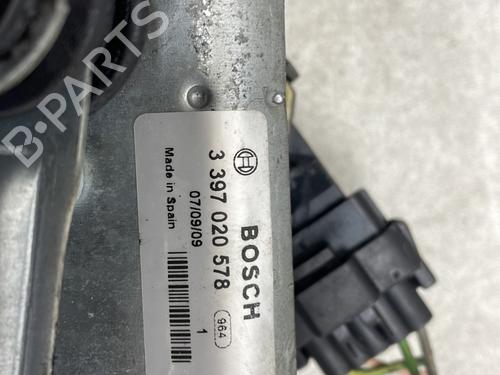 B-PARTS
BOSCH
3 397 020 578
964
07/09/09
1
Made in Spain